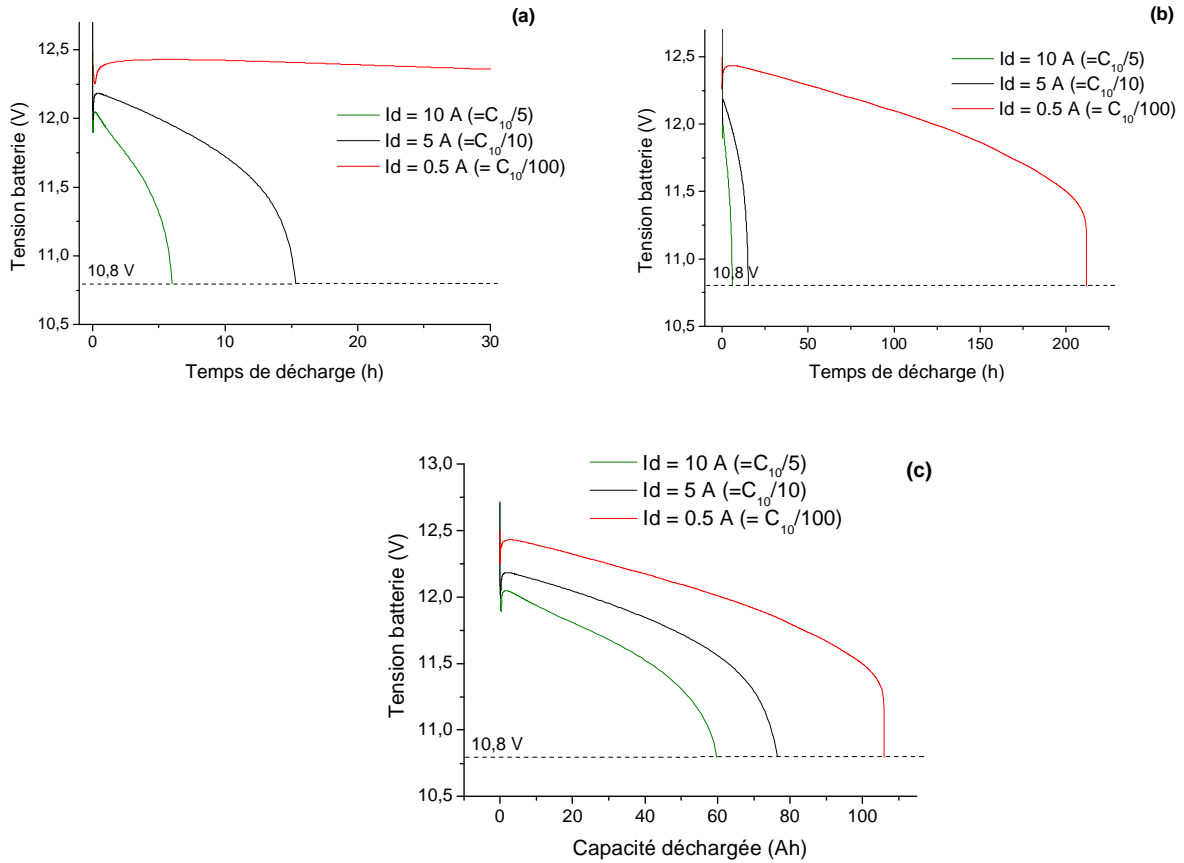 (a)
12,5
12,0
11,5
11,0
10,5
Tension batterie (V)
Id = 10 A (=C10/5)
Id = 5 A (=C10/10)
Id = 0.5 A (= C10/100)
10,8 V
0 10 20 30
Temps de décharge (h)
(b)
12,5
12,0
11,5
11,0
10,5
Tension batterie (V)
Id = 10 A (=C10/5)
Id = 5 A (=C10/10)
Id = 0.5 A (= C10/100)
10,8 V
0 50 100 150 200
Temps de décharge (h)
(c)
13,0
12,5
12,0
11,5
11,0
10,5
Tension batterie (V)
Id = 10 A (=C10/5)
Id = 5 A (=C10/10)
Id = 0.5 A (= C10/100)
10,8 V
0 20 40 60 80 100
Capacité déchargée (Ah)